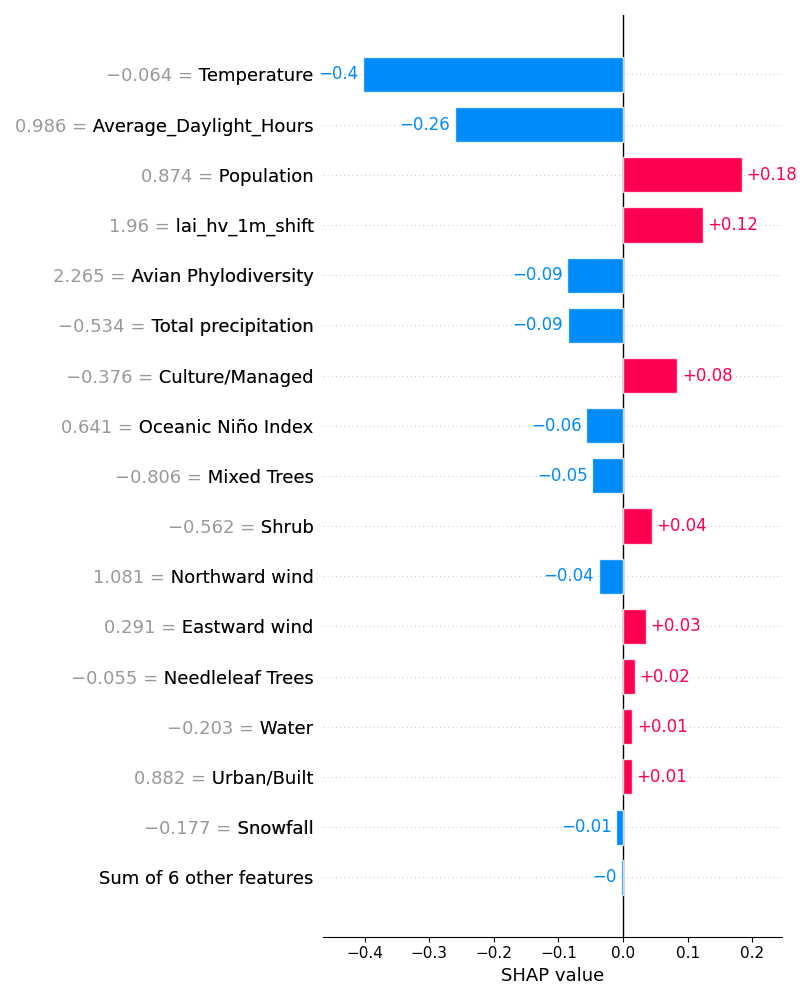 −0.064 = Temperature −0.4
0.986 = Average_Daylight_Hours −0.26
0.874 = Population +0.18
1.96 = lai_hv_1m_shift +0.12
2.265 = Avian Phylodiversity −0.09
−0.534 = Total precipitation −0.09
−0.376 = Culture/Managed +0.08
0.641 = Oceanic Niño Index −0.06
−0.806 = Mixed Trees −0.05
−0.562 = Shrub +0.04
1.081 = Northward wind −0.04
0.291 = Eastward wind +0.03
−0.055 = Needleleaf Trees +0.02
−0.203 = Water +0.01
0.882 = Urban/Built +0.01
−0.177 = Snowfall −0.01
Sum of 6 other features −0
−0.4 −0.3 −0.2 −0.1 0.0 0.1 0.2
SHAP value